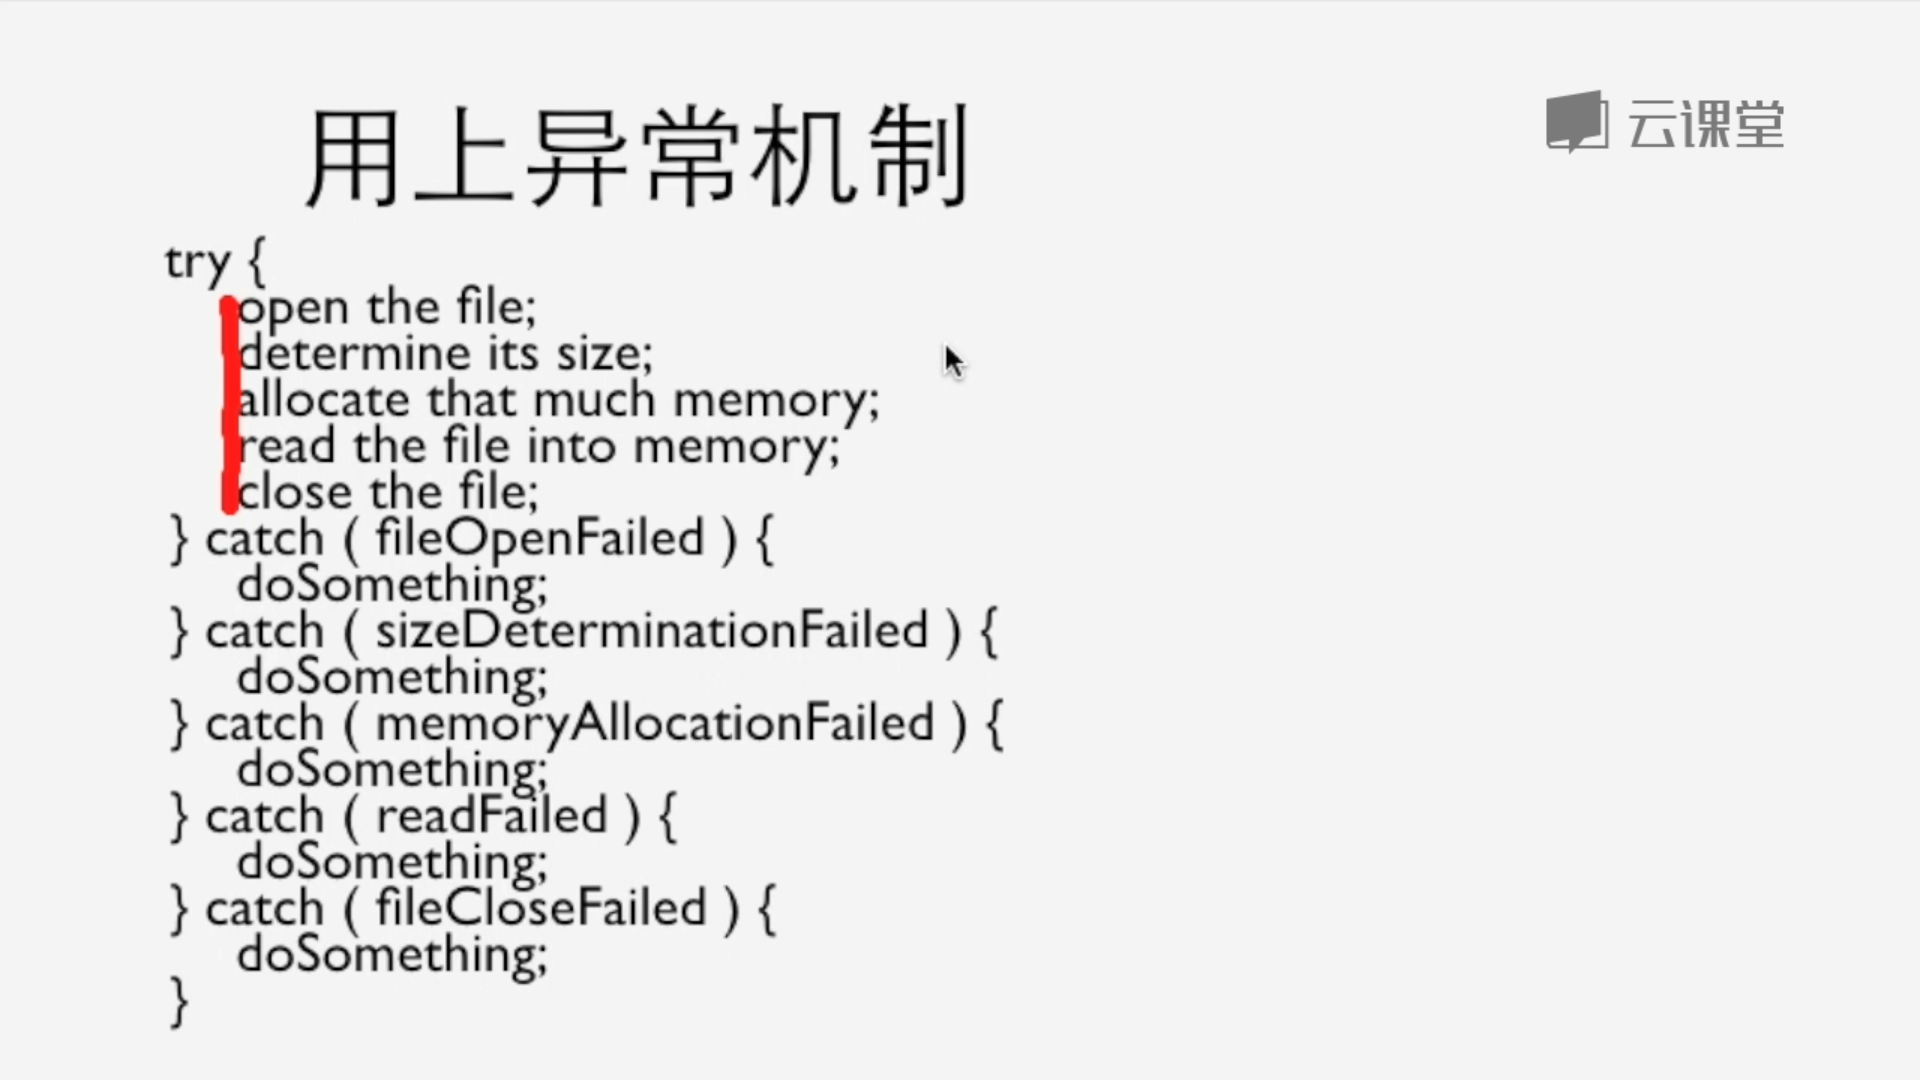 云课堂
用上异常机制
try {
open the file;
determine its size;
allocate that much memory;
read the file into memory;
close the file;
} catch ( fileOpenFailed ) {
doSomething;
} catch ( sizeDeterminationFailed ) {
doSomething;
} catch ( memoryAllocationFailed ) {
doSomething;
} catch ( readFailed ) {
doSomething;
} catch ( fileCloseFailed ) {
doSomething;
}